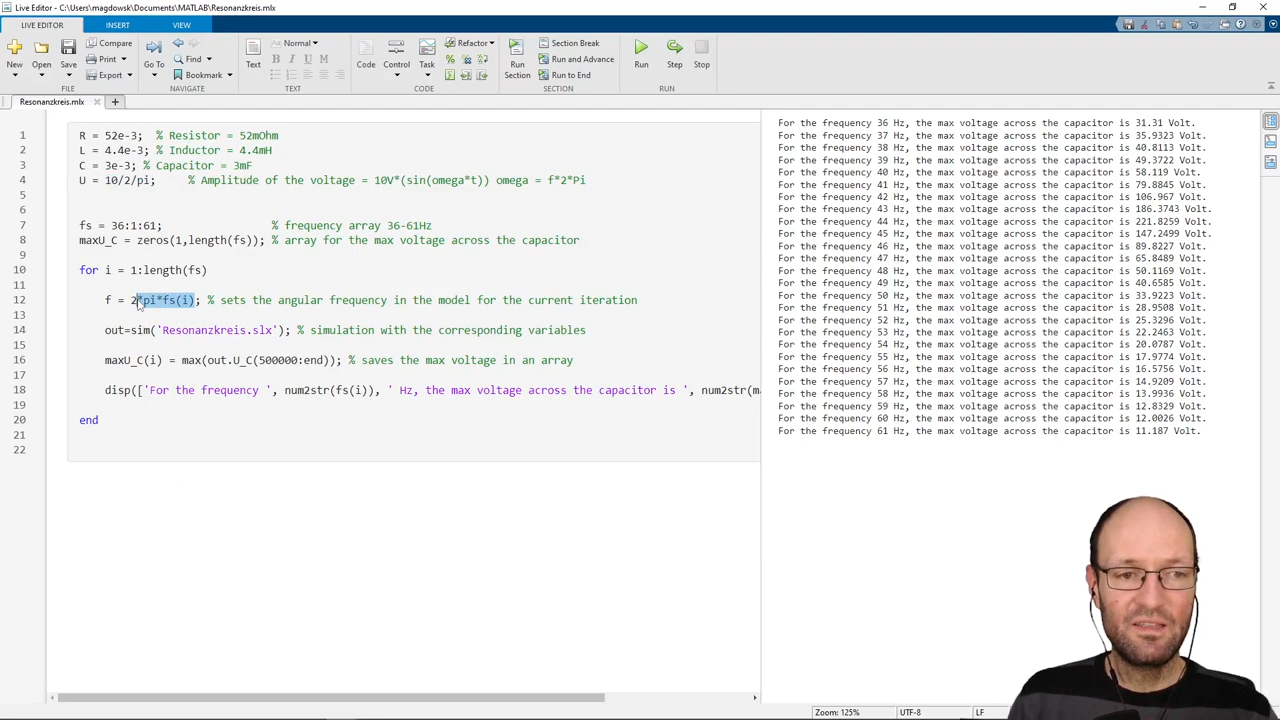 Live Editor - C:\Users\magdowsk\Documents\MATLAB\Resonanzkreis.mlx
LIVE EDITOR INSERT VIEW
New Open Save Compare Print Export
Go To Find Bookmark
Text Normal B I U M
Code Control Task Refactor
Run Section Section Break Run and Advance Run to End
Run Step Stop
FILE NAVIGATE TEXT CODE SECTION RUN
Resonanzkreis.mlx
1 R = 52e-3; % Resistor = 52mOhm
2 L = 4.4e-3; % Inductor = 4.4mH
3 C = 3e-3; % Capacitor = 3mF
4 U = 10/2/pi; % Amplitude of the voltage = 10V*(sin(omega*t)) omega = f*2*Pi
5
6
7 fs = 36:1:61; % frequency array 36-61Hz
8 maxU_C = zeros(1,length(fs)); % array for the max voltage across the capacitor
9
10 for i = 1:length(fs)
11
12 f = 2*pi*fs(i); % sets the angular frequency in the model for the current iteration
13
14 out=sim('Resonanzkreis.slx'); % simulation with the corresponding variables
15
16 maxU_C(i) = max(out.U_C(500000:end)); % saves the max voltage in an array
17
18 disp(['For the frequency ', num2str(fs(i)), ' Hz, the max voltage across the capacitor is ', num2str(ma
19
20 end
21
22
For the frequency 36 Hz, the max voltage across the capacitor is 31.31 Volt.
For the frequency 37 Hz, the max voltage across the capacitor is 35.9323 Volt.
For the frequency 38 Hz, the max voltage across the capacitor is 40.8113 Volt.
For the frequency 39 Hz, the max voltage across the capacitor is 49.3722 Volt.
For the frequency 40 Hz, the max voltage across the capacitor is 58.119 Volt.
For the frequency 41 Hz, the max voltage across the capacitor is 79.8845 Volt.
For the frequency 42 Hz, the max voltage across the capacitor is 106.967 Volt.
For the frequency 43 Hz, the max voltage across the capacitor is 186.3743 Volt.
For the frequency 44 Hz, the max voltage across the capacitor is 221.8259 Volt.
For the frequency 45 Hz, the max voltage across the capacitor is 147.2499 Volt.
For the frequency 46 Hz, the max voltage across the capacitor is 89.8227 Volt.
For the frequency 47 Hz, the max voltage across the capacitor is 65.8489 Volt.
For the frequency 48 Hz, the max voltage across the capacitor is 50.1169 Volt.
For the frequency 49 Hz, the max voltage across the capacitor is 40.6585 Volt.
For the frequency 50 Hz, the max voltage across the capacitor is 33.9223 Volt.
For the frequency 51 Hz, the max voltage across the capacitor is 28.9508 Volt.
For the frequency 52 Hz, the max voltage across the capacitor is 25.3296 Volt.
For the frequency 53 Hz, the max voltage across the capacitor is 22.2463 Volt.
For the frequency 54 Hz, the max voltage across the capacitor is 20.0787 Volt.
For the frequency 55 Hz, the max voltage across the capacitor is 17.9774 Volt.
For the frequency 56 Hz, the max voltage across the capacitor is 16.5756 Volt.
For the frequency 57 Hz, the max voltage across the capacitor is 14.9209 Volt.
For the frequency 58 Hz, the max voltage across the capacitor is 13.9936 Volt.
For the frequency 59 Hz, the max voltage across the capacitor is 12.8329 Volt.
For the frequency 60 Hz, the max voltage across the capacitor is 12.0026 Volt.
For the frequency 61 Hz, the max voltage across the capacitor is 11.187 Volt.
Zoom: 125% UTF-8 LF